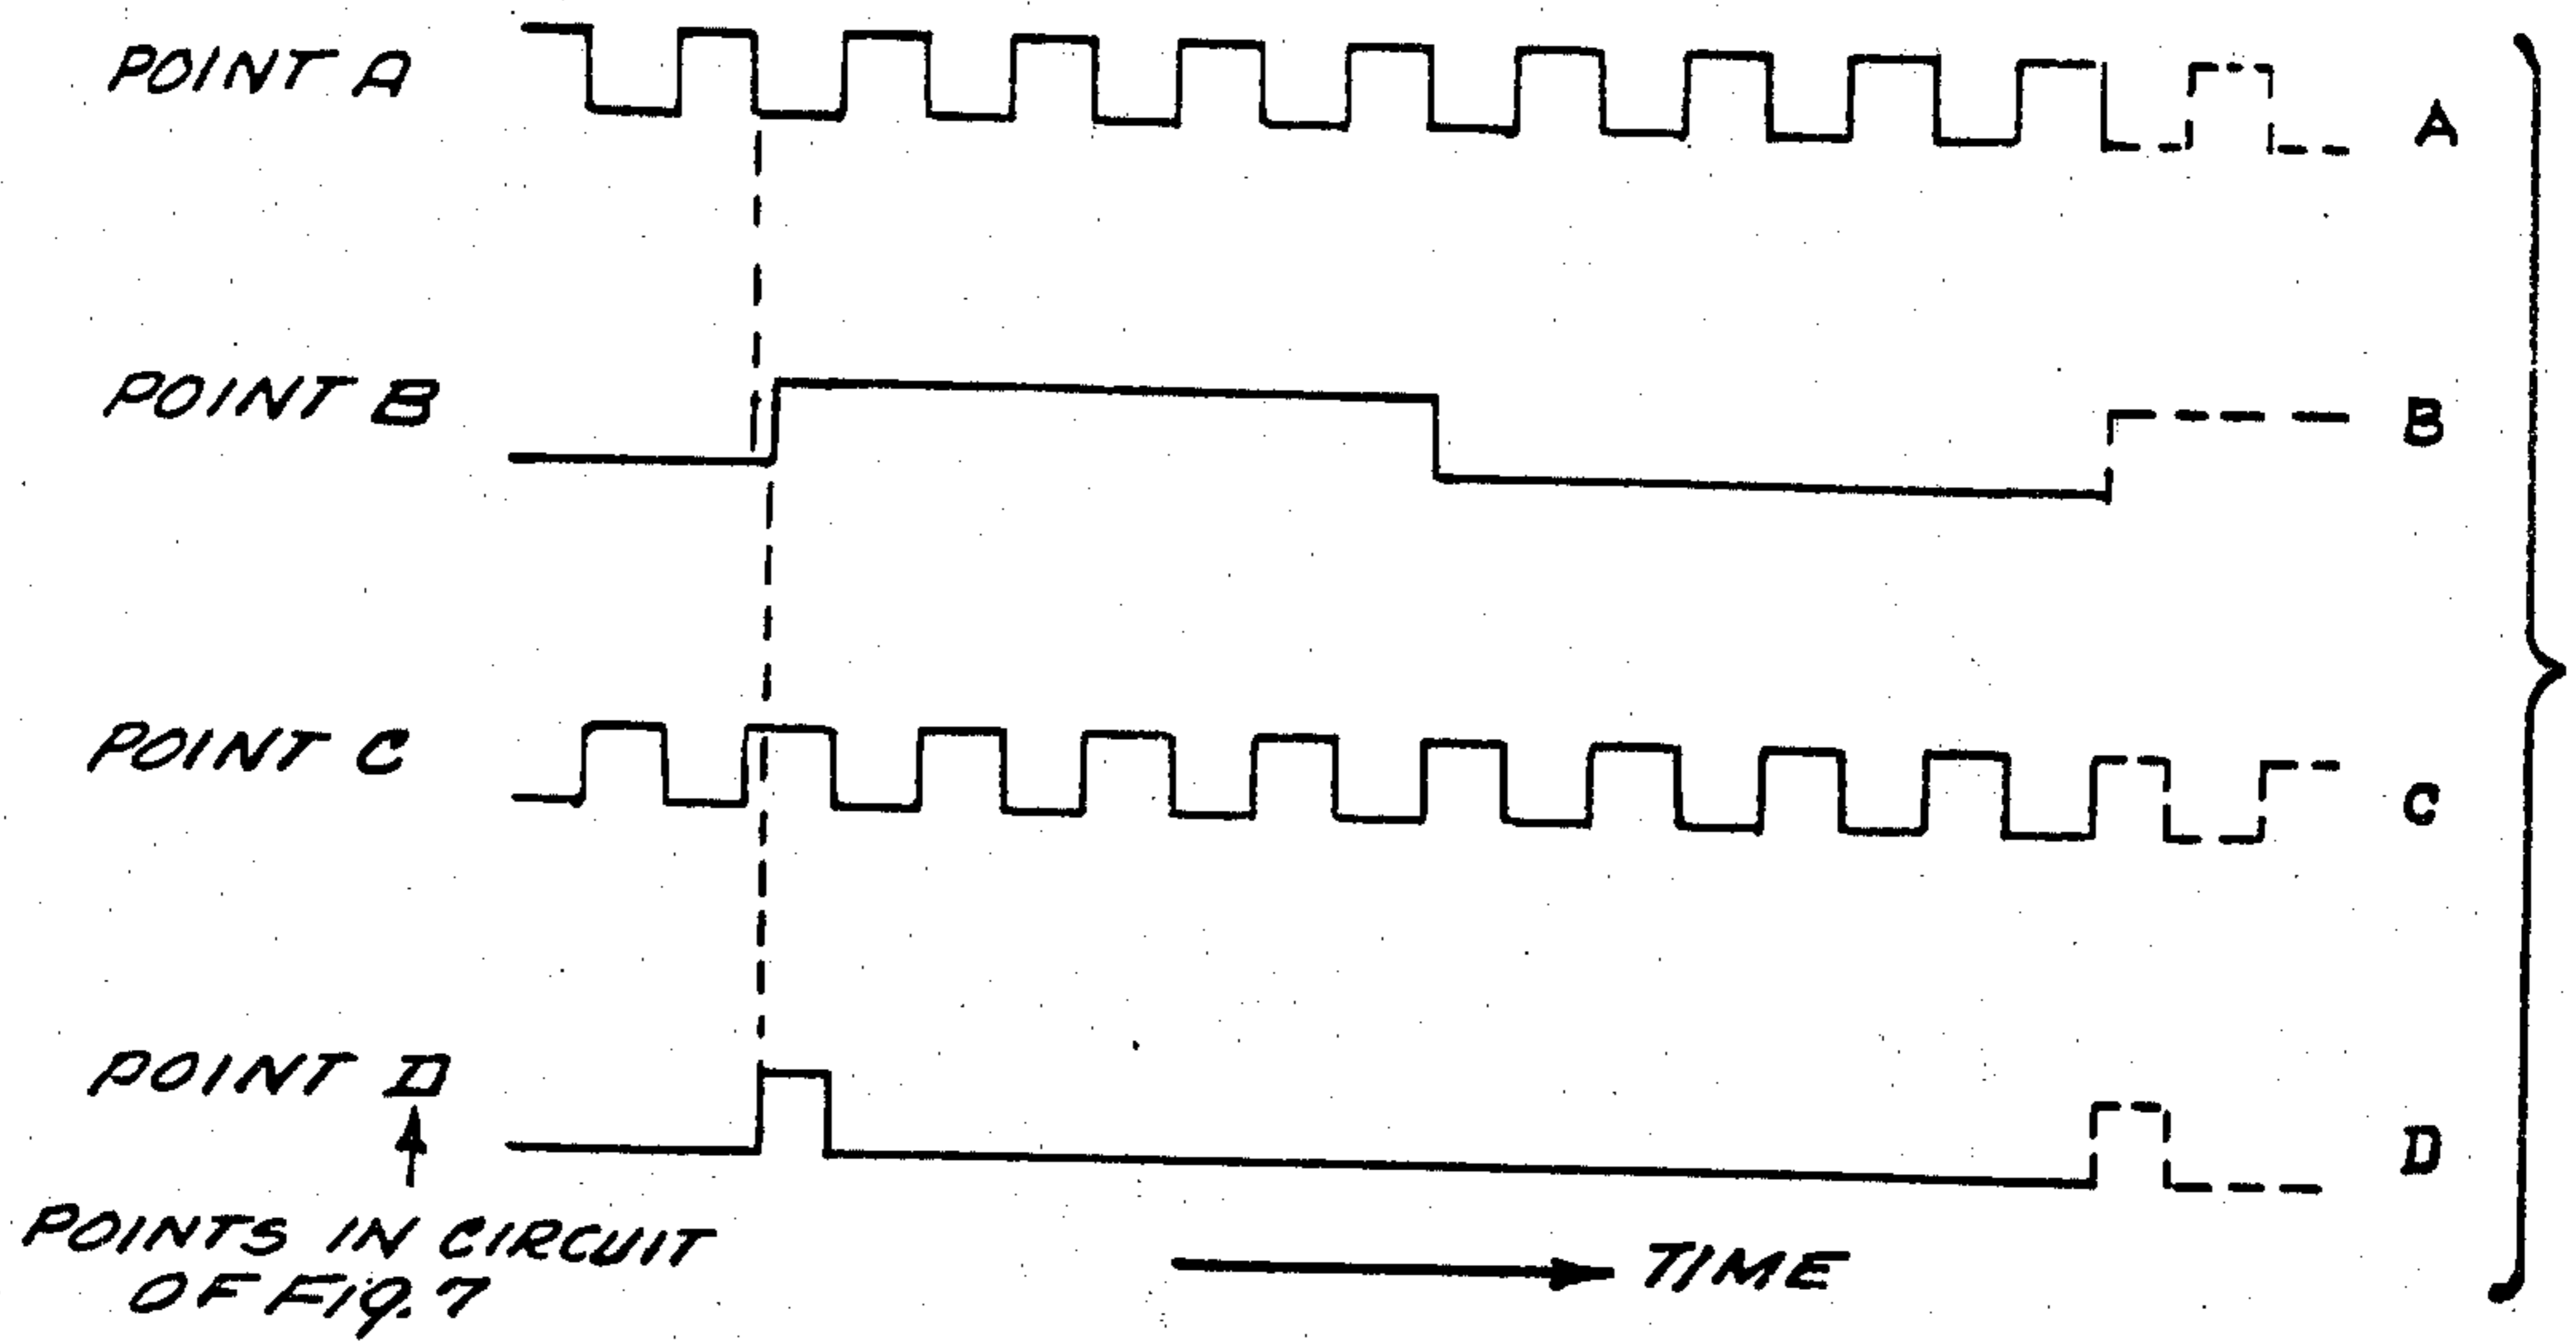 POINT A
A
POINT B
B
POINT C
C
POINT D
D
POINTS IN CIRCUIT
OF FIG. 7
TIME